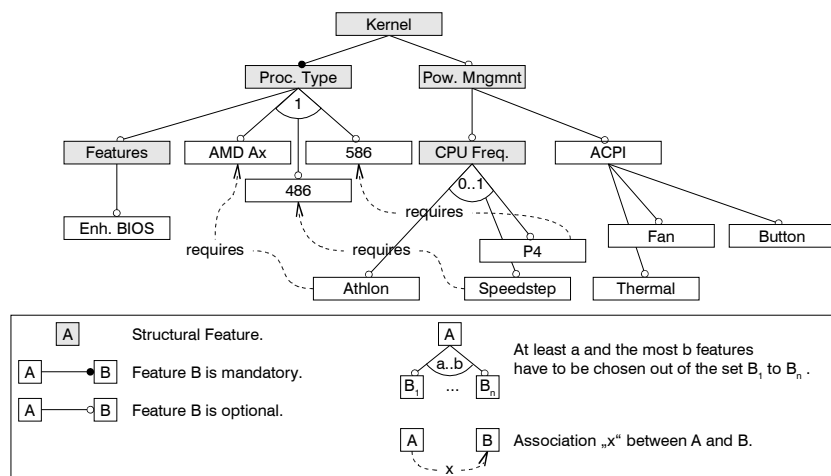 Kernel
Proc. Type
Pow. Mngmnt
1
Features
AMD Ax
586
CPU Freq.
ACPI
486
0..1
requires
Enh. BIOS
requires
requires
P4
Fan
Button
Athlon
Speedstep
Thermal
A
Structural Feature.
A
B
Feature B is mandatory.
A
B
Feature B is optional.
A
a..b
B1
...
Bn
At least a and the most b features
have to be chosen out of the set B1 to Bn .
A
B
x
Association „x“ between A and B.